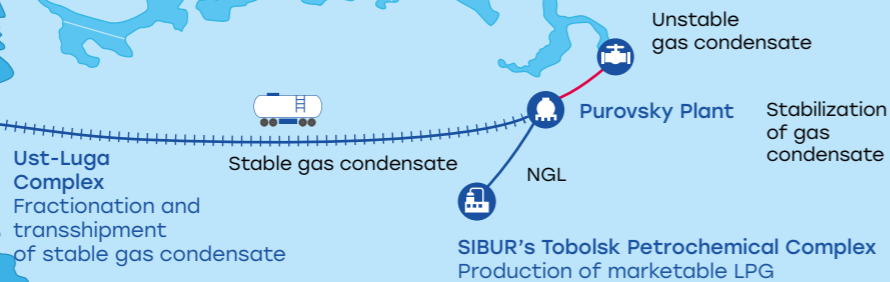 Unstable
gas condensate
Purovsky Plant
Stabilization
of gas
condensate
Stable gas condensate
NGL
Ust-Luga
Complex
Fractionation and
transshipment
of stable gas condensate
SIBUR's Tobolsk Petrochemical Complex
Production of marketable LPG